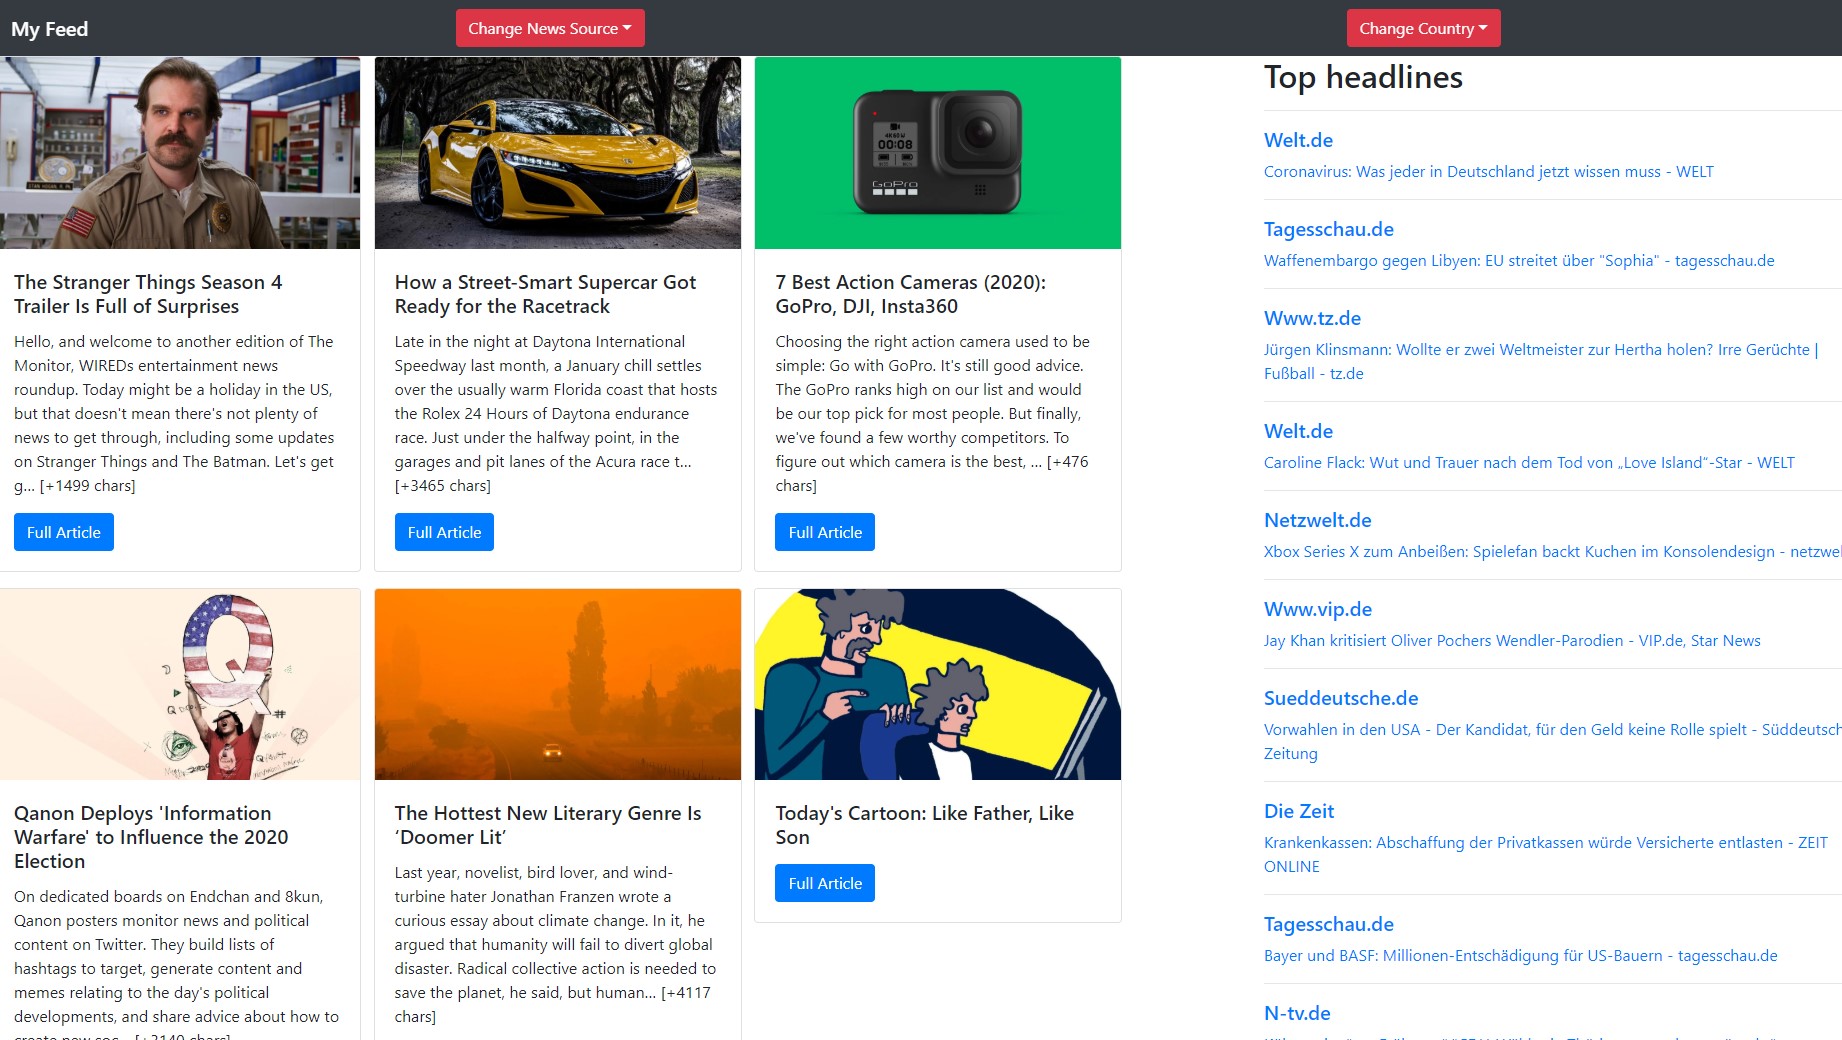 My Feed
Change News Source
Change Country
STAN HOGAN, R. Ph.
4K60W
00:08
GoPro
The Stranger Things Season 4
Trailer Is Full of Surprises
Hello, and welcome to another edition of The
Monitor, WIREDs entertainment news
roundup. Today might be a holiday in the US,
but that doesn't mean there's not plenty of
news to get through, including some updates
on Stranger Things and The Batman. Let's get
g... [+1499 chars]
Full Article
How a Street-Smart Supercar Got
Ready for the Racetrack
Late in the night at Daytona International
Speedway last month, a January chill settles
over the usually warm Florida coast that hosts
the Rolex 24 Hours of Daytona endurance
race. Just under the halfway point, in the
garages and pit lanes of the Acura race t...
[+3465 chars]
Full Article
7 Best Action Cameras (2020):
GoPro, DJI, Insta360
Choosing the right action camera used to be
simple: Go with GoPro. It's still good advice.
The GoPro ranks high on our list and would
be our top pick for most people. But finally,
we've found a few worthy competitors. To
figure out which camera is the best, ... [+476
chars]
Full Article
Q
Q
#
Qanon Deploys 'Information
Warfare' to Influence the 2020
Election
On dedicated boards on Endchan and 8kun,
Qanon posters monitor news and political
content on Twitter. They build lists of
hashtags to target, generate content and
memes relating to the day's political
developments, and share advice about how to
create new soc... [+3140 chars]
The Hottest New Literary Genre Is
‘Doomer Lit’
Last year, novelist, bird lover, and wind-
turbine hater Jonathan Franzen wrote a
curious essay about climate change. In it, he
argued that humanity will fail to divert global
disaster. Radical collective action is needed to
save the planet, he said, but human... [+4117
chars]
Today's Cartoon: Like Father, Like
Son
Full Article
Top headlines
Welt.de
Coronavirus: Was jeder in Deutschland jetzt wissen muss - WELT
Tagesschau.de
Waffenembargo gegen Libyen: EU streitet über "Sophia" - tagesschau.de
Www.tz.de
Jürgen Klinsmann: Wollte er zwei Weltmeister zur Hertha holen? Irre Gerüchte |
Fußball - tz.de
Welt.de
Caroline Flack: Wut und Trauer nach dem Tod von „Love Island“-Star - WELT
Netzwelt.de
Xbox Series X zum Anbeißen: Spielefan backt Kuchen im Konsolendesign - netzwel
Www.vip.de
Jay Khan kritisiert Oliver Pochers Wendler-Parodien - VIP.de, Star News
Sueddeutsche.de
Vorwahlen in den USA - Der Kandidat, für den Geld keine Rolle spielt - Süddeutsch
Zeitung
Die Zeit
Krankenkassen: Abschaffung der Privatkassen würde Versicherte entlasten - ZEIT
ONLINE
Tagesschau.de
Bayer und BASF: Millionen-Entschädigung für US-Bauern - tagesschau.de
N-tv.de